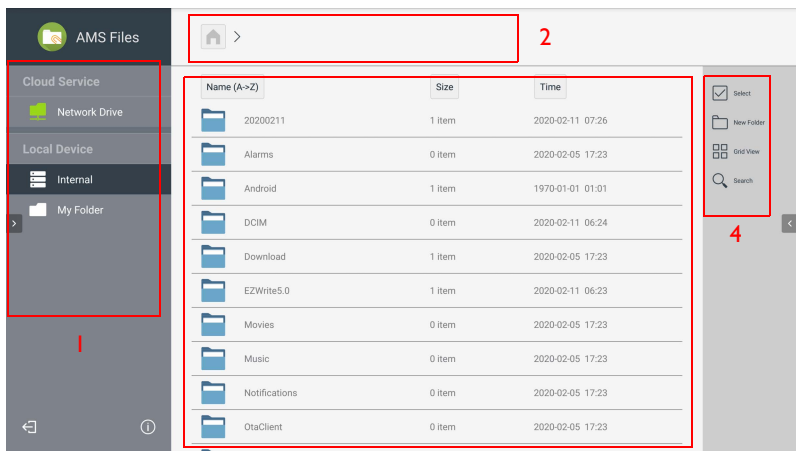 AMS Files
>
2
Cloud Service
Network Drive
Local Device
Internal
My Folder
>
1
Name (A->Z) Size Time
20200211 1 item 2020-02-11 07:26
Alarms 0 item 2020-02-05 17:23
Android 1 item 1970-01-01 01:01
DCIM 0 item 2020-02-11 06:24
Download 1 item 2020-02-05 17:23
EZWrite5.0 1 item 2020-02-11 06:23
Movies 0 item 2020-02-05 17:23
Music 0 item 2020-02-05 17:23
Notifications 0 item 2020-02-05 17:23
OtaClient 0 item 2020-02-05 17:23
Select
New Folder
Grid View
Search
4
<